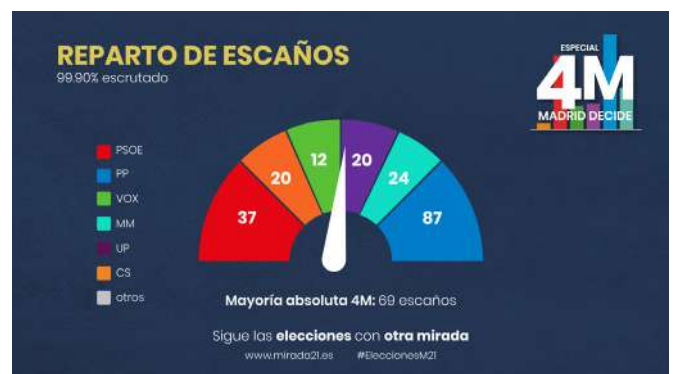 REPARTO DE ESCAÑOS
99.90% escrutado
ESPECIAL
4M
MADRID DECIDE
PSOE
PP
VOX
MM
UP
CS
otros
37
20
12
20
24
87
Mayoría absoluta 4M: 69 escaños
Sigue las elecciones con otra mirada
www.mirada21.es #EleccionesM21